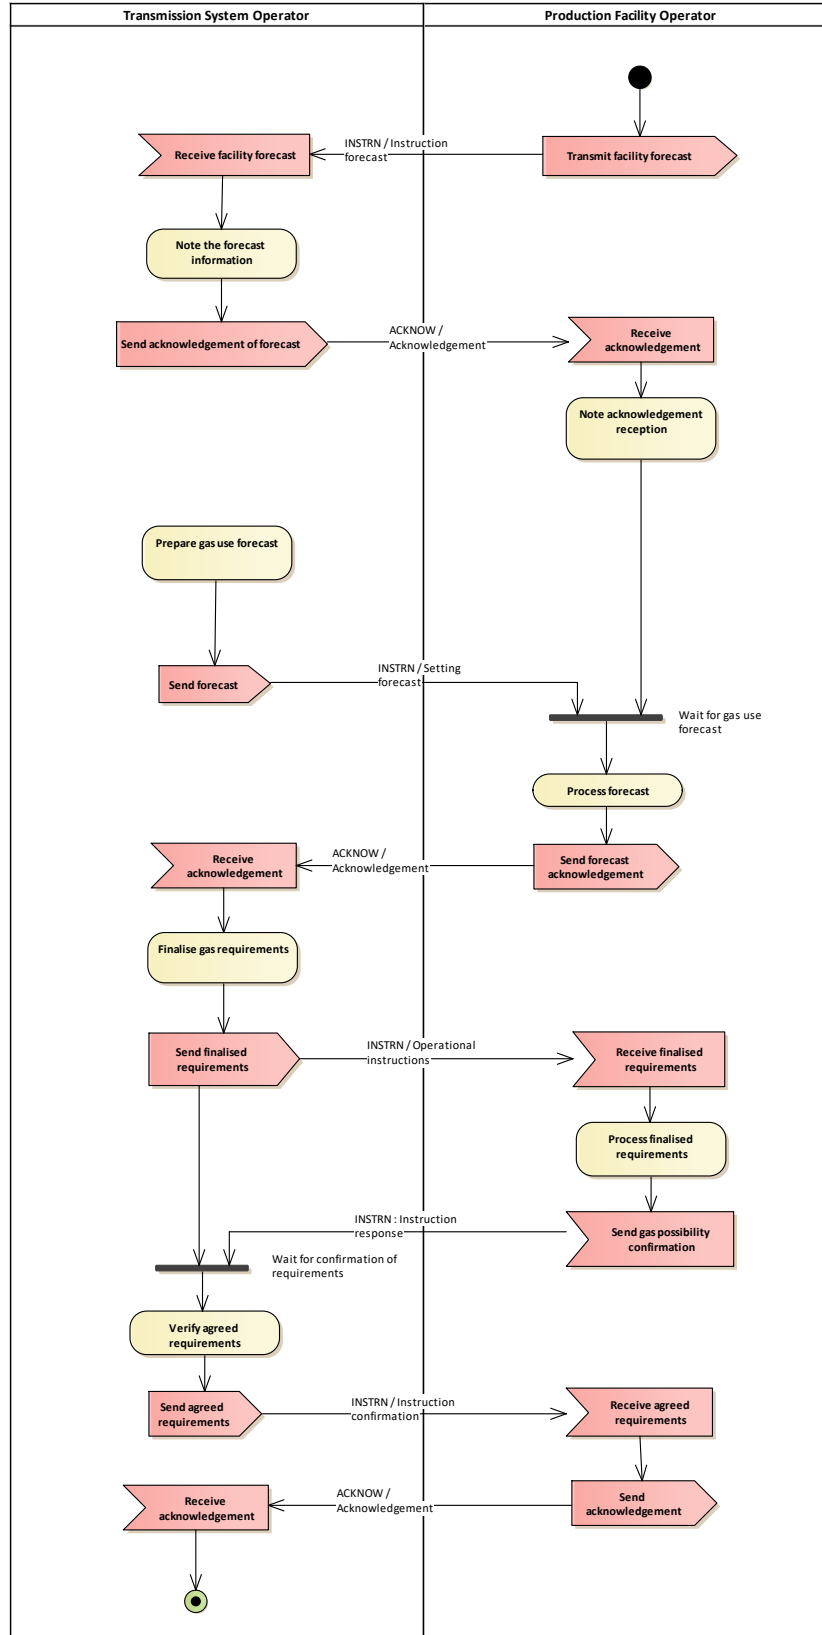 Transmission System Operator
Production Facility Operator
INSTRN / Instruction
forecast
Receive facility forecast
Transmit facility forecast
Note the forecast
information
ACKNOW /
Acknowledgement
Send acknowledgement of forecast
Receive
acknowledgement
Note acknowledgement
reception
Prepare gas use forecast
INSTRN / Setting
forecast
Send forecast
Wait for gas use
forecast
Process forecast
ACKNOW /
Acknowledgement
Receive
acknowledgement
Send forecast
acknowledgement
Finalise gas requirements
INSTRN / Operational
instructions
Send finalised
requirements
Receive finalised
requirements
Process finalised
requirements
INSTRN : Instruction
response
Send gas possibility
confirmation
Wait for confirmation of
requirements
Verify agreed
requirements
INSTRN / Instruction
confirmation
Send agreed
requirements
Receive agreed
requirements
ACKNOW /
Acknowledgement
Receive
acknowledgement
Send
acknowledgement